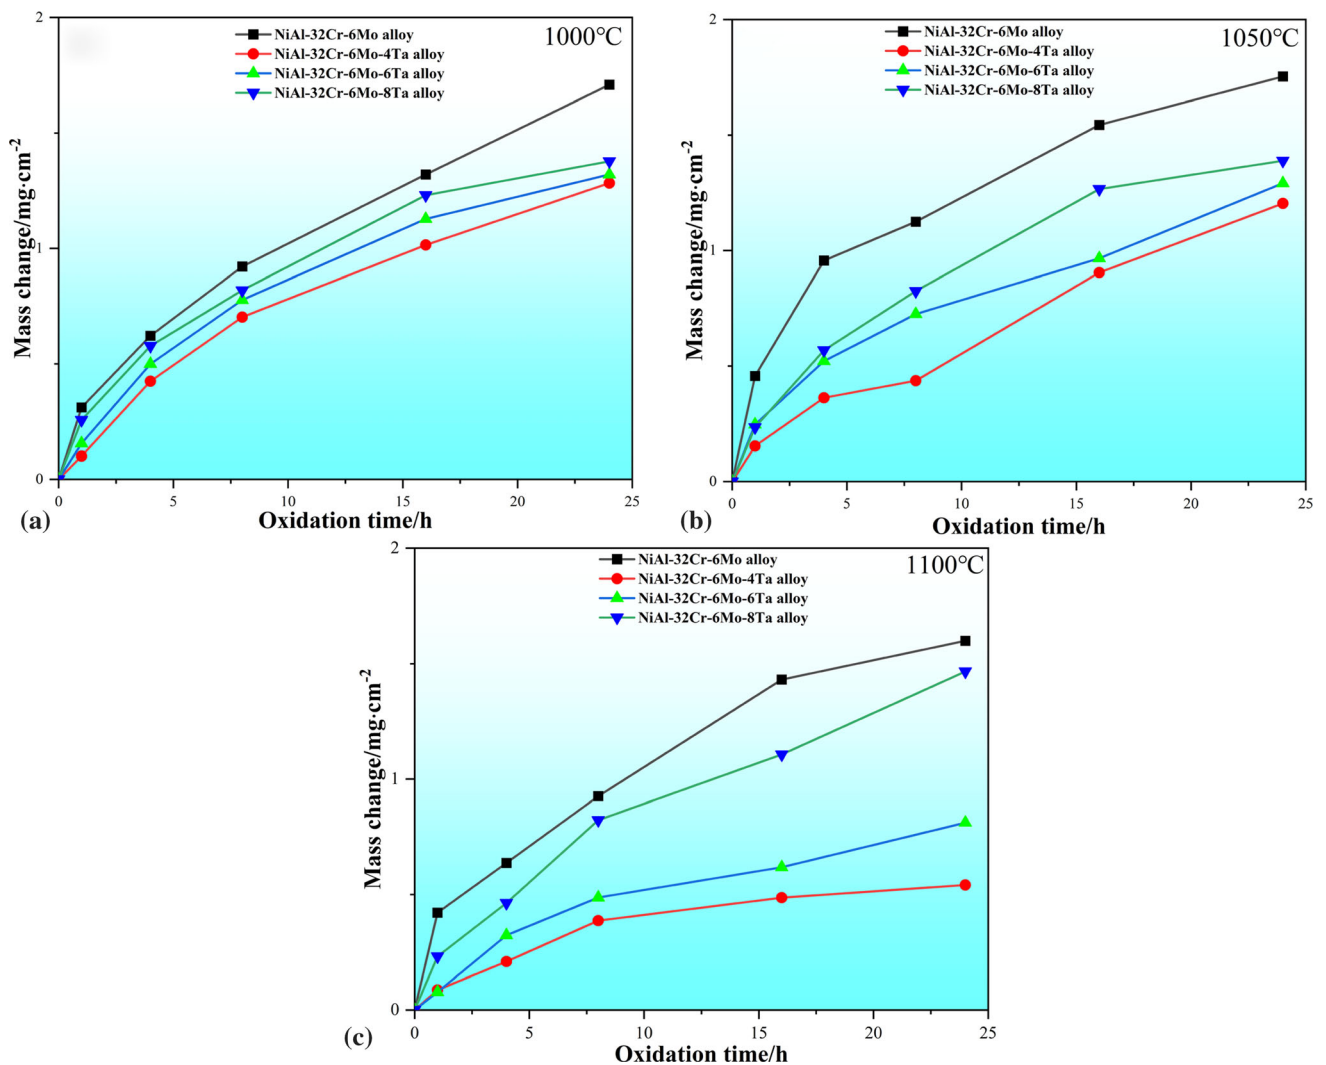 2
NiAl-32Cr-6Mo alloy
NiAl-32Cr-6Mo-4Ta alloy
NiAl-32Cr-6Mo-6Ta alloy
NiAl-32Cr-6Mo-8Ta alloy
1000℃
Mass change/mg·cm-2
1
0
0 5 10 15 20 25
(a)
Oxidation time/h
2
NiAl-32Cr-6Mo alloy
NiAl-32Cr-6Mo-4Ta alloy
NiAl-32Cr-6Mo-6Ta alloy
NiAl-32Cr-6Mo-8Ta alloy
1050℃
Mass change/mg·cm-2
1
0
0 5 10 15 20 25
(b)
Oxidation time/h
2
NiAl-32Cr-6Mo alloy
NiAl-32Cr-6Mo-4Ta alloy
NiAl-32Cr-6Mo-6Ta alloy
NiAl-32Cr-6Mo-8Ta alloy
1100℃
Mass change/mg·cm-2
1
0
0 5 10 15 20 25
(c)
Oxidation time/h